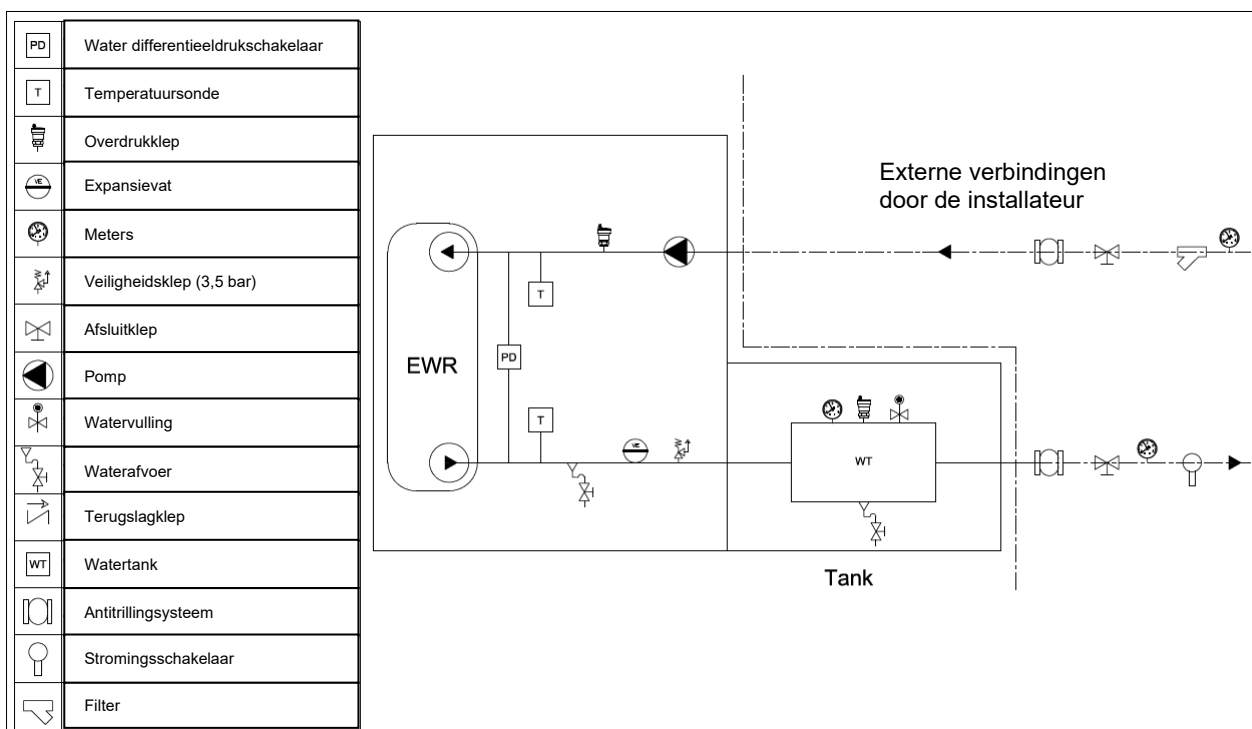 PD Water differentieeldrukschakelaar
T Temperatuursonde
Overdrukklep
VE Expansievat
Meters
Veiligheidsklep (3,5 bar)
Afsluitklep
Pomp
Watervulling
Waterafvoer
Terugslagklep
WT Watertank
Antitrillingsysteem
Stromingsschakelaar
Filter
Externe verbindingen
door de installateur
T
EWR
PD
T
VE
WT
Tank